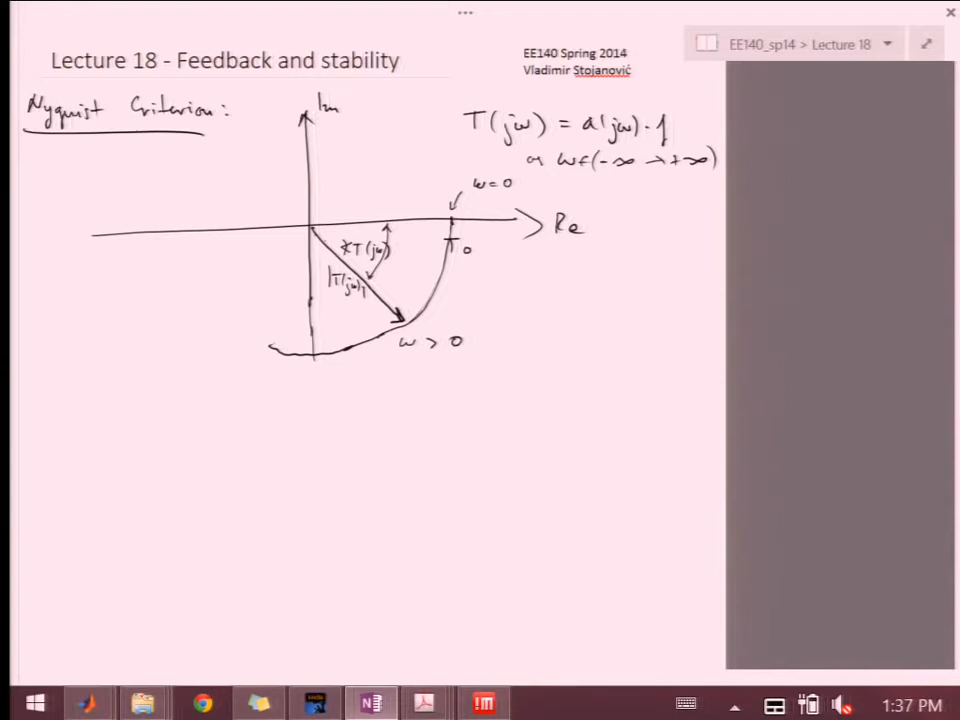 EE140_sp14 > Lecture 18
Lecture 18 - Feedback and stability
EE140 Spring 2014
Vladimir Stojanović
Nyquist Criterion:
Im
T(jω) = a(jω)·f
ω∈(-∞ → +∞)
ω=0
Re
T₀
∡T(jω)
|T(jω)|
ω > 0
1:37 PM